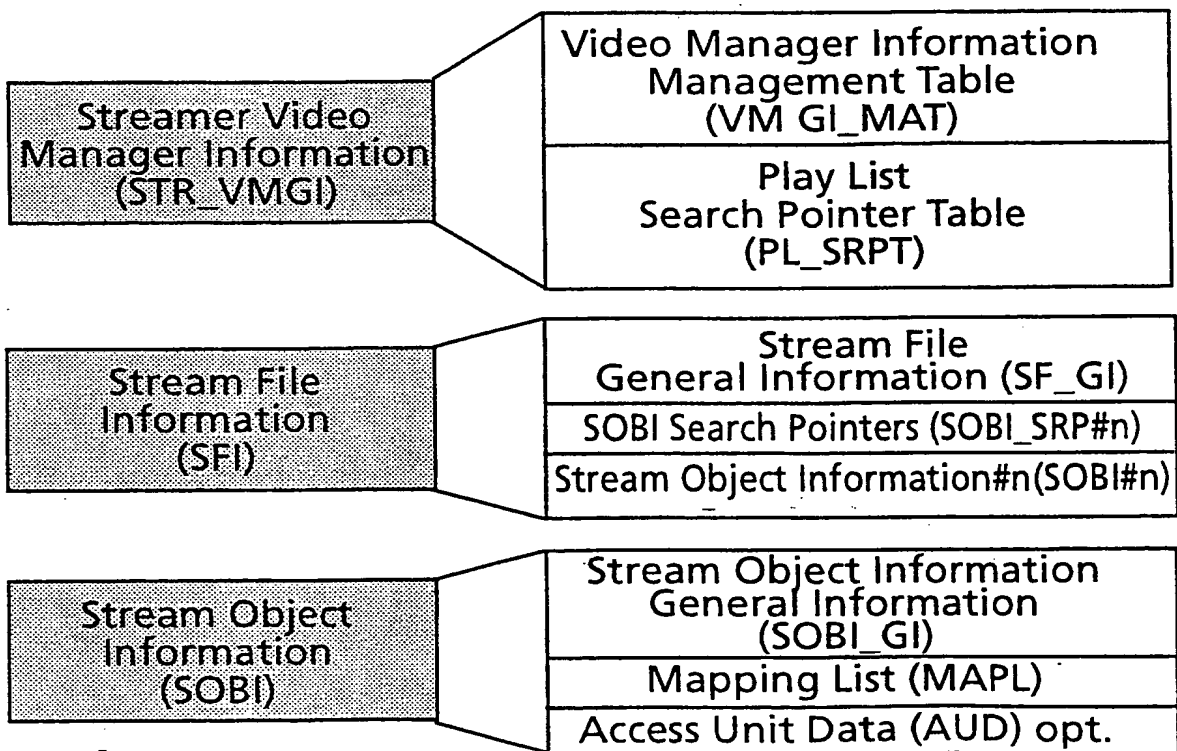 Streamer Video
Manager Information
(STR_VMGI)
Video Manager Information
Management Table
(VM GI_MAT)
Play List
Search Pointer Table
(PL_SRPT)
Stream File
Information
(SFI)
Stream File
General Information (SF_GI)
SOBI Search Pointers (SOBI_SRP#n)
Stream Object Information#n(SOBI#n)
Stream Object
Information
(SOBI)
Stream Object Information
General Information
(SOBI_GI)
Mapping List (MAPL)
Access Unit Data (AUD) opt.